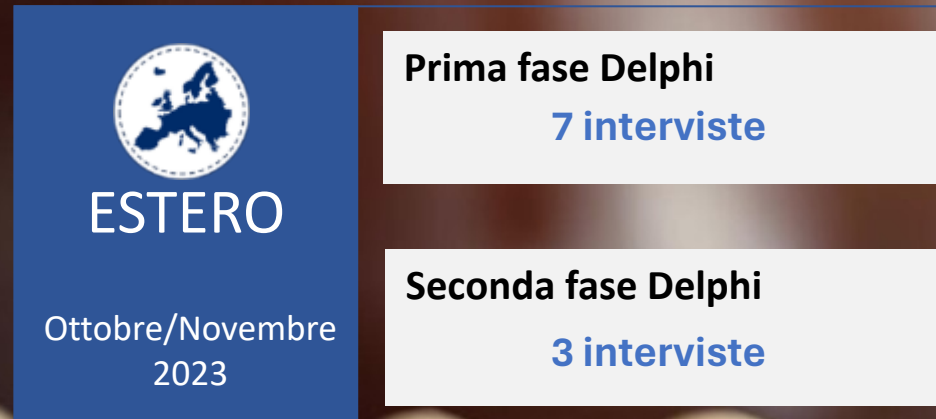 ESTERO
Ottobre/Novembre
2023
Prima fase Delphi
7 interviste
Seconda fase Delphi
3 interviste